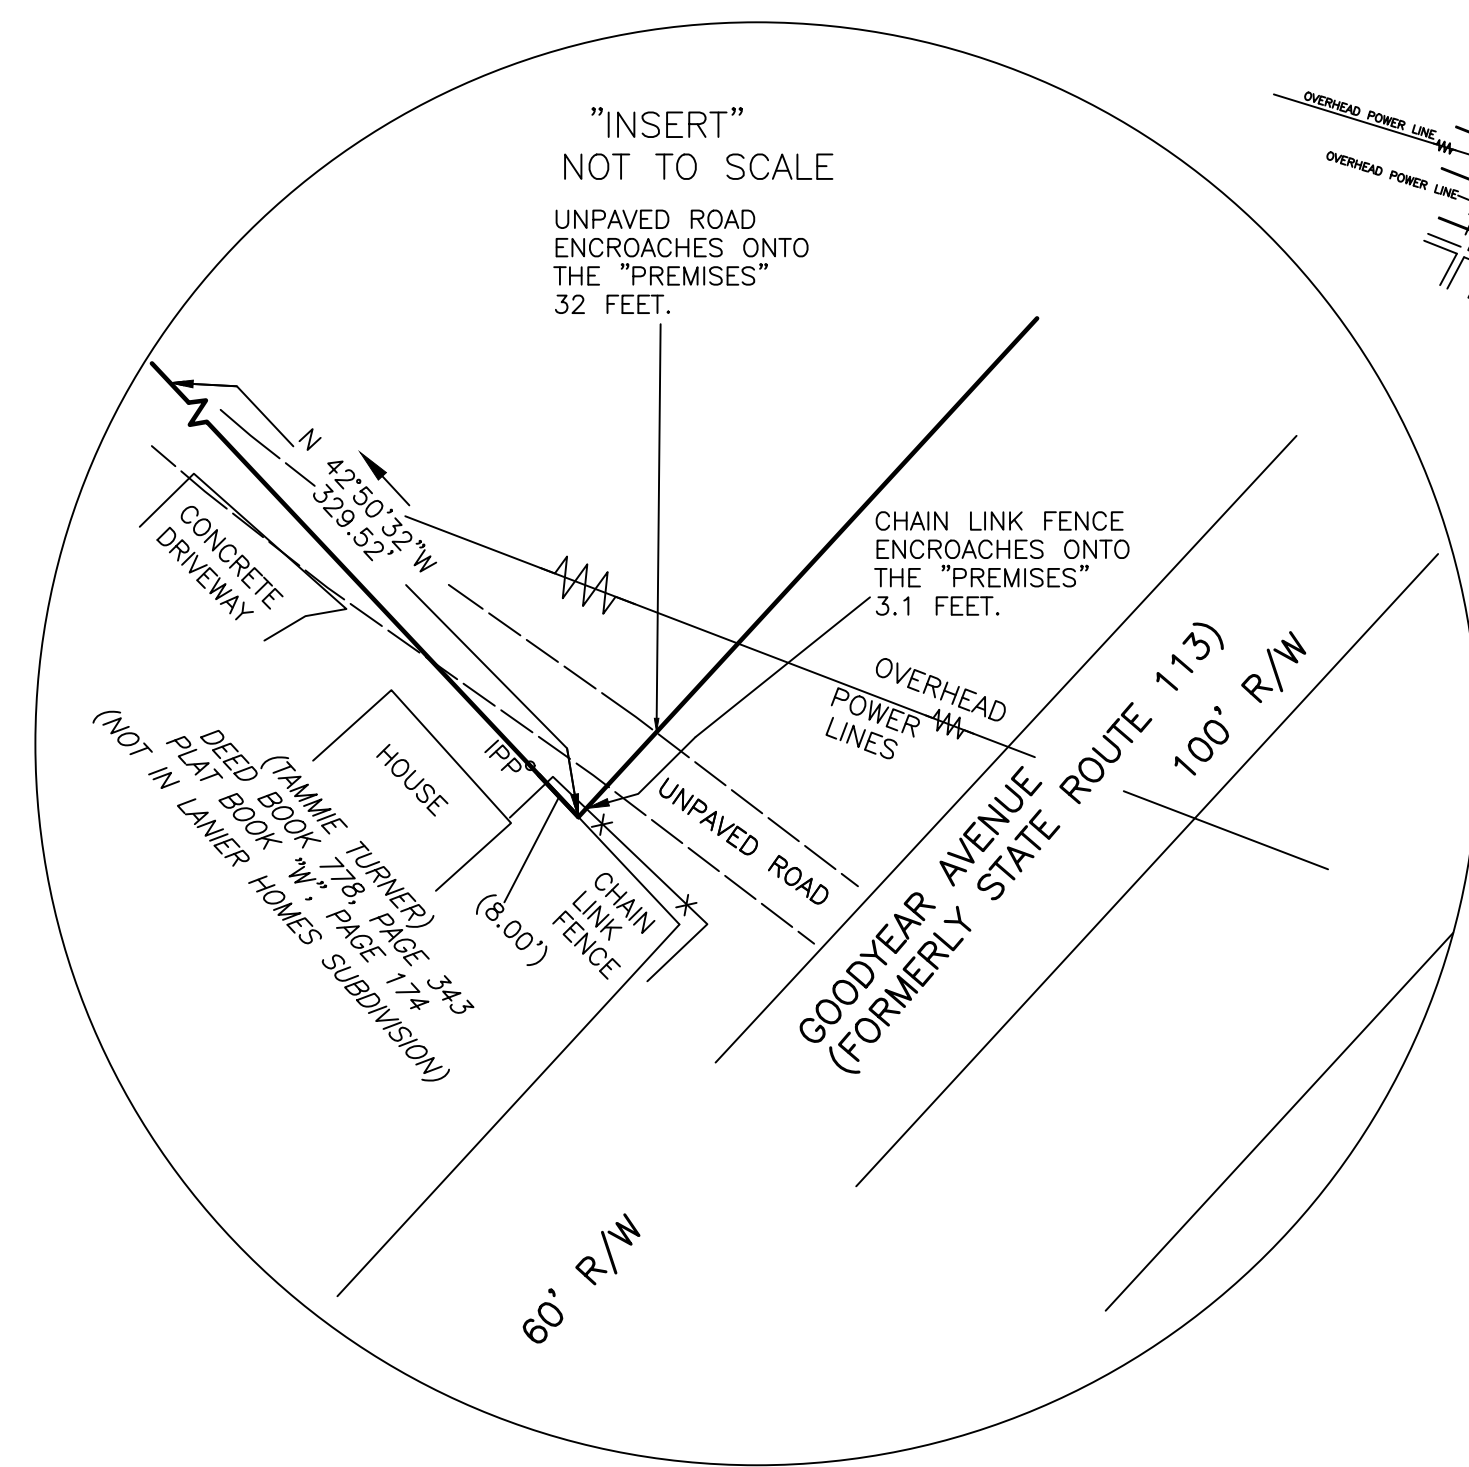 "INSERT"
NOT TO SCALE
UNPAVED ROAD
ENCROACHES ONTO
THE "PREMISES"
32 FEET.
OVERHEAD POWER LINE
OVERHEAD POWER LINE
N 42°50'32"W
329.52'
CONCRETE
DRIVEWAY
CHAIN LINK FENCE
ENCROACHES ONTO
THE "PREMISES"
3.1 FEET.
OVERHEAD
POWER
LINES
HOUSE
IPP
UNPAVED ROAD
(TAMMIE TURNER)
DEED BOOK 778, PAGE 343
PLAT BOOK "W", PAGE 174
(NOT IN LANIER HOMES SUBDIVISION)
(8.00')
CHAIN
LINK
FENCE
GOODYEAR AVENUE
(FORMERLY STATE ROUTE 113)
100' R/W
60' R/W